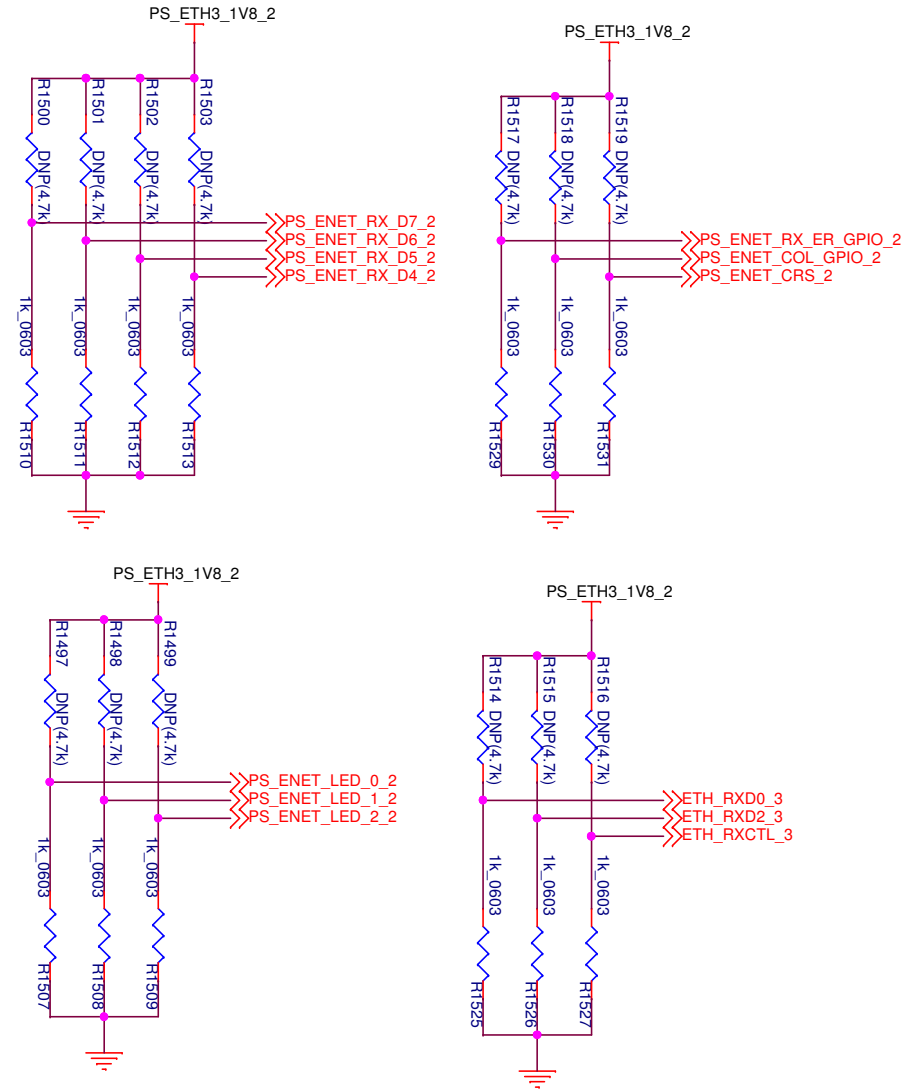 PS_ETH3_1V8_2
R1500
R1501
R1502
R1503
DNP(4.7k)
DNP(4.7k)
DNP(4.7k)
DNP(4.7k)
PS_ENET_RX_D7_2
PS_ENET_RX_D6_2
PS_ENET_RX_D5_2
PS_ENET_RX_D4_2
1k_0603
1k_0603
1k_0603
1k_0603
R1510
R1511
R1512
R1513
PS_ETH3_1V8_2
R1517
R1518
R1519
DNP(4.7k)
DNP(4.7k)
DNP(4.7k)
PS_ENET_RX_ER_GPIO_2
PS_ENET_COL_GPIO_2
PS_ENET_CRS_2
1k_0603
1k_0603
1k_0603
R1529
R1530
R1531
PS_ETH3_1V8_2
R1497
R1498
R1499
DNP(4.7k)
DNP(4.7k)
DNP(4.7k)
PS_ENET_LED_0_2
PS_ENET_LED_1_2
PS_ENET_LED_2_2
1k_0603
1k_0603
1k_0603
R1507
R1508
R1509
PS_ETH3_1V8_2
R1514
R1515
R1516
DNP(4.7k)
DNP(4.7k)
DNP(4.7k)
ETH_RXD0_3
ETH_RXD2_3
ETH_RXCTL_3
1k_0603
1k_0603
1k_0603
R1525
R1526
R1527